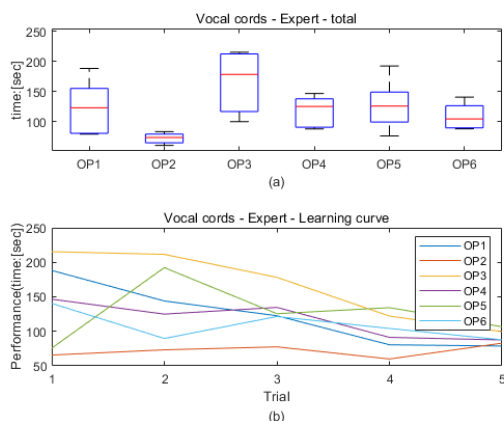 Vocal cords - Expert - total
time:[sec]
250
200
150
100
OP1 OP2 OP3 OP4 OP5 OP6
(a)
Vocal cords - Expert - Learning curve
Performance(time:[sec])
250
200
150
100
50
OP1
OP2
OP3
OP4
OP5
OP6
1 2 3 4 5
Trial
(b)